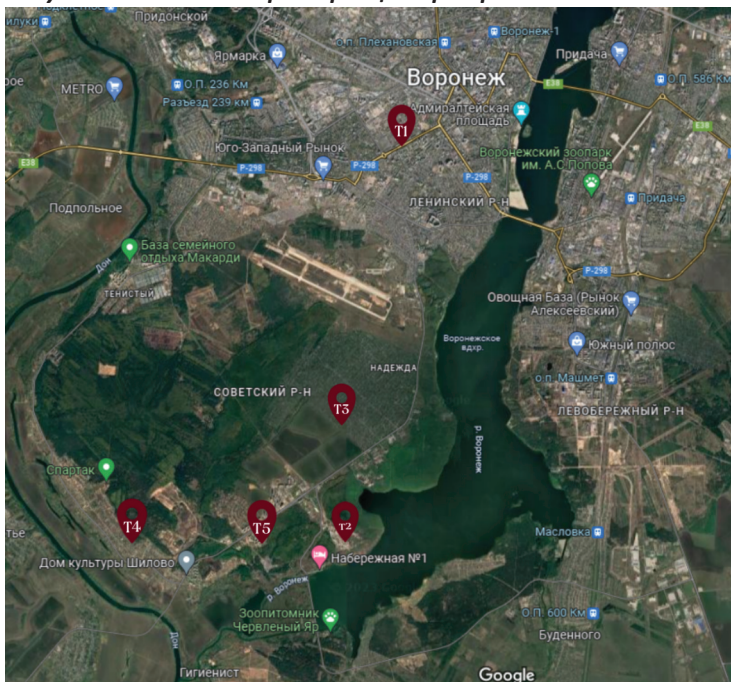 Придонской
о.п. Плехановская
Воронеж-1
Ярмарка
Придача
METRO
О.П. 236 Км
Воронеж
О.П. 586 Км
E38
Разъезд 239 км
Адмиралтейская
площадь
T1
E38
Юго-Западный Рынок
Воронежский зоопарк
им. А.С.Попова
E38
P-298
P-298
P-298
Подпольное
ЛЕНИНСКИЙ Р-Н
Придача
База семейного
отдыха Макарди
Дон
P-298
ТЕНИСТЫЙ
Овощная База (Рынок
Алексеевский)
Воронежское
вдхр.
Южный полюс
НАДЕЖДА
о.п. Машмет
СОВЕТСКИЙ Р-Н
T3
ЛЕВОБЕРЕЖНЫЙ Р-Н
р. Воронеж
Спартак
T4
T5
T2
Масловка
Дом культуры Шилово
Набережная №1
р. Воронеж
Зоопитомник
Червленый Яр
О.П. 600 Км
Дон
Буденного
Гигиенист
Google